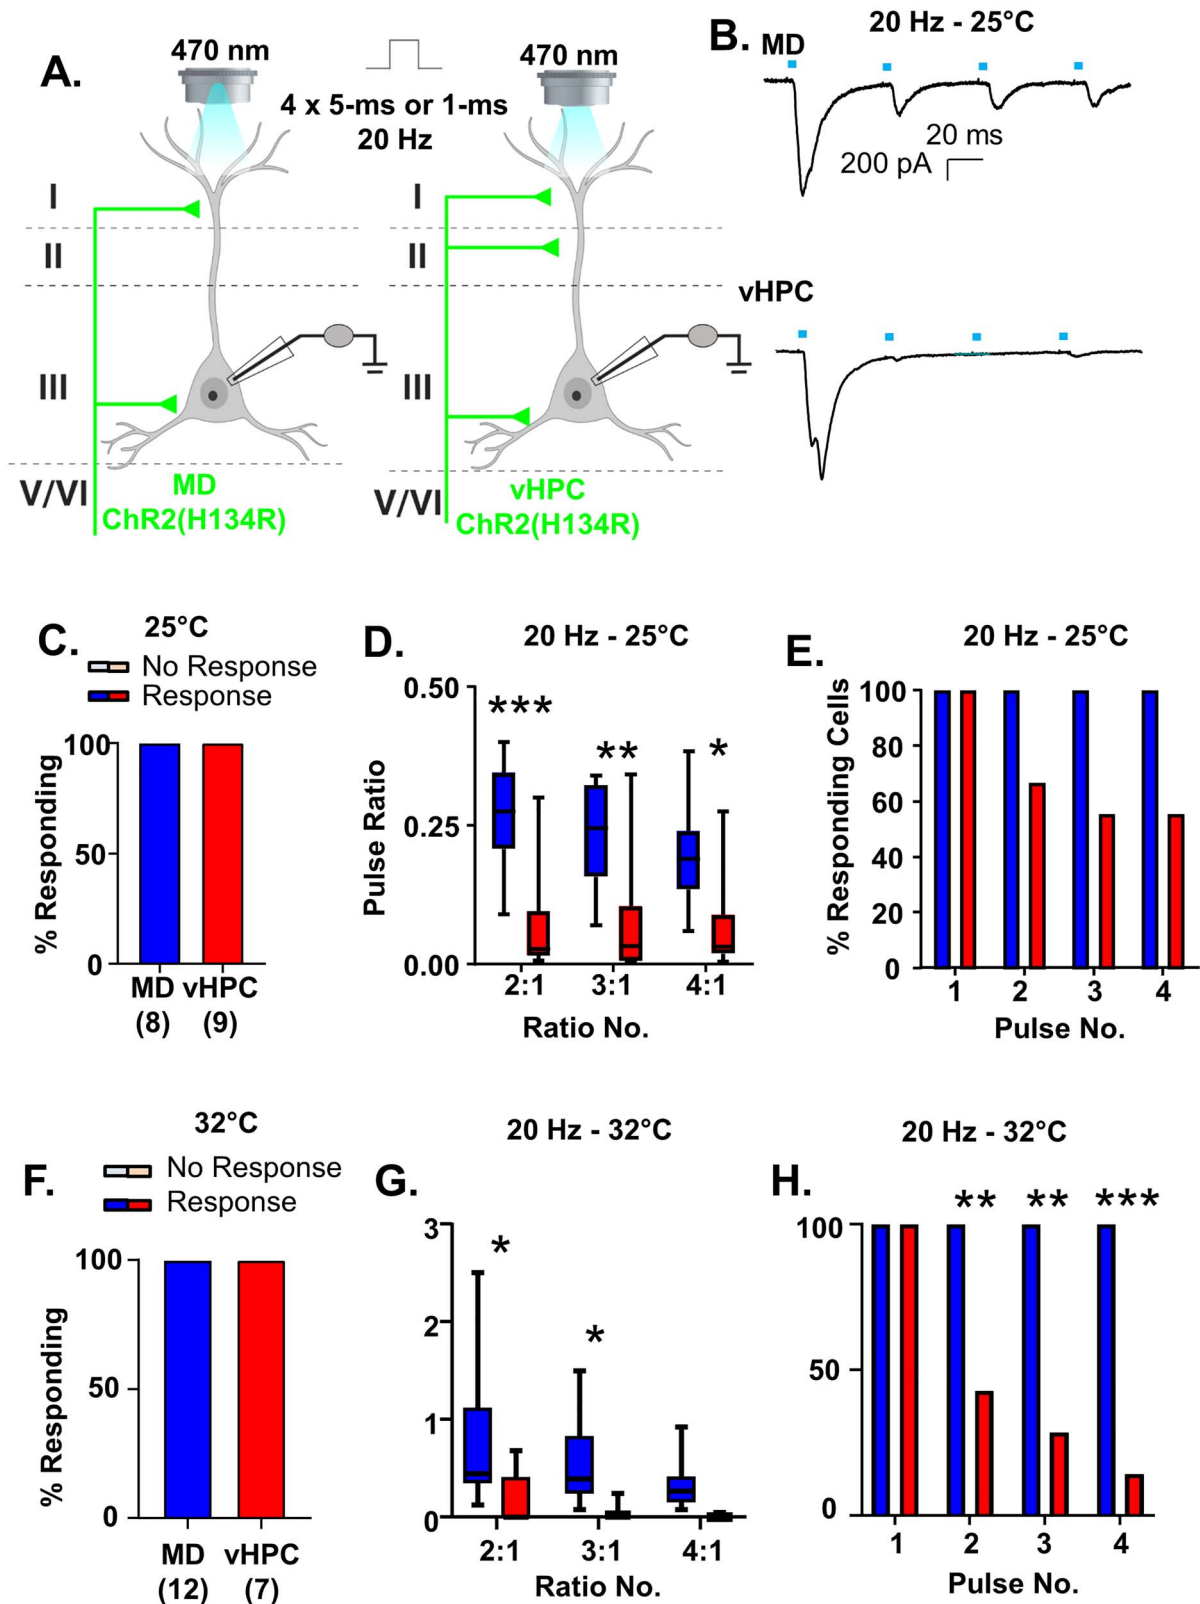 A.
470 nm
4 x 5-ms or 1-ms
20 Hz
470 nm
I
II
III
V/VI
MD
ChR2(H134R)
I
II
III
V/VI
vHPC
ChR2(H134R)
B.
20 Hz - 25°C
MD
20 ms
200 pA
vHPC
C.
25°C
No Response
Response
% Responding
100
50
0
MD vHPC
(8) (9)
D.
20 Hz - 25°C
Pulse Ratio
0.50
0.25
0.00
***
**
*
2:1 3:1 4:1
Ratio No.
E.
20 Hz - 25°C
% Responding Cells
100
80
60
40
20
0
1 2 3 4
Pulse No.
F.
32°C
No Response
Response
% Responding
100
50
0
MD vHPC
(12) (7)
G.
20 Hz - 32°C
3
2
1
0
*
*
2:1 3:1 4:1
Ratio No.
H.
20 Hz - 32°C
** ** ***
100
50
0
1 2 3 4
Pulse No.